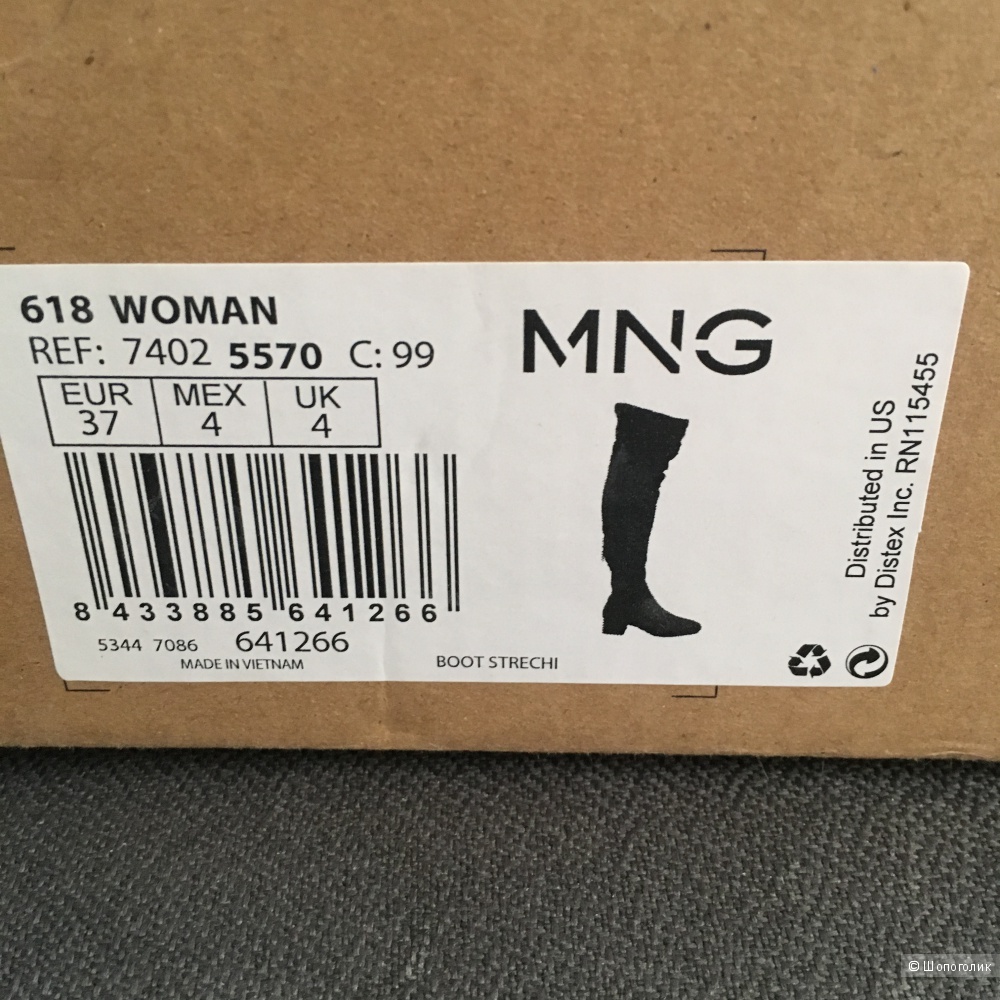 618 WOMAN
REF: 7402 5570 C: 99
EUR MEX UK
37 4 4
8 433885 641266
5344 7086 641266
MADE IN VIETNAM
BOOT STRECHI
MNG
Distributed in US
by Distex Inc. RN115455
© Шопоголик